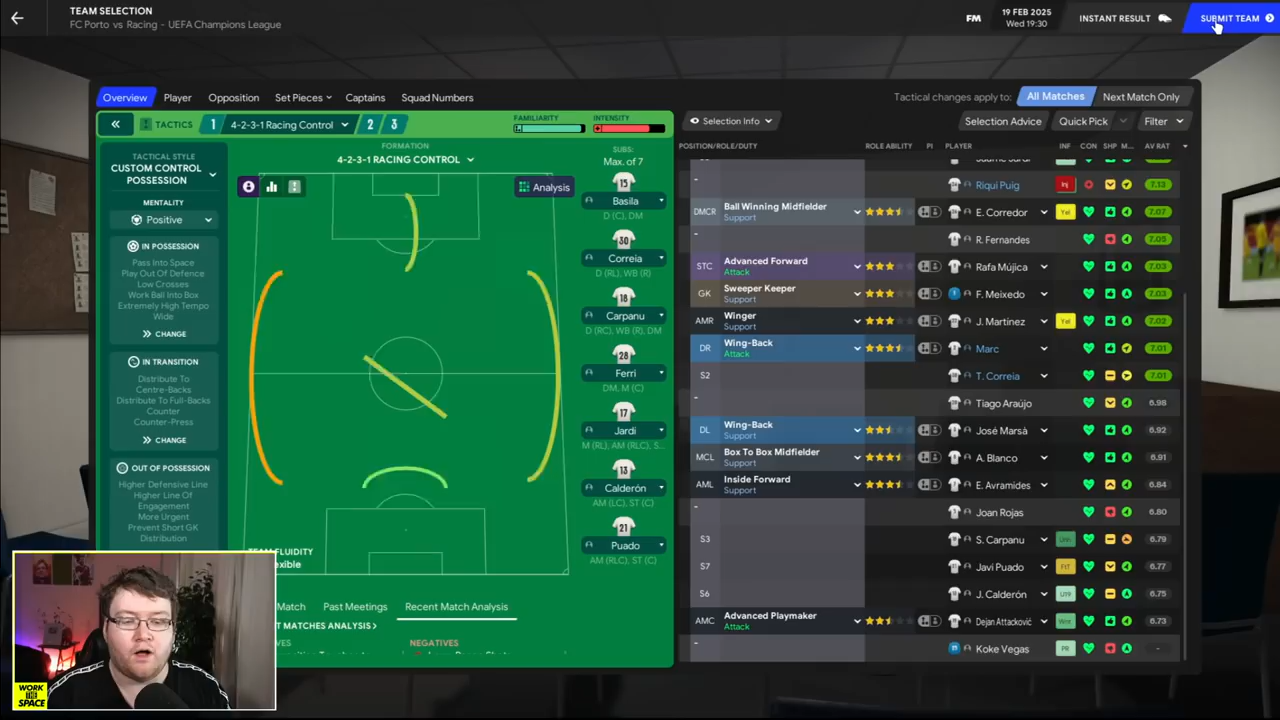 TEAM SELECTION
FC Porto vs Racing - UEFA Champions League
FM
19 FEB 2025
Wed 19:30
INSTANT RESULT
SUBMIT TEAM
Overview
Player
Opposition
Set Pieces
Captains
Squad Numbers
Tactical changes apply to:
All Matches
Next Match Only
TACTICS
1
4-2-3-1 Racing Control
2
3
FAMILIARITY
INTENSITY
Selection Info
Selection Advice
Quick Pick
Filter
TACTICAL STYLE
CUSTOM CONTROL
POSSESSION
MENTALITY
Positive
IN POSSESSION
Pass Into Space
Play Out Of Defence
Low Crosses
Work Ball Into Box
Extremely High Tempo
Wide
CHANGE
IN TRANSITION
Distribute To
Centre-Backs
Distribute To Full-Backs
Counter
Counter-Press
CHANGE
OUT OF POSSESSION
Higher Defensive Line
Higher Line Of
Engagement
More Urgent
Prevent Short GK
Distribution
FORMATION
4-2-3-1 RACING CONTROL
Analysis
SUBS:
Max. of 7
15
Basila
D (C), DM
30
Correia
D (RL), WB (R)
18
Carpanu
D (RC), WB (R), DM
28
Ferri
DM, M (C)
17
Jardi
M (RL), AM (RLC), S...
13
Calderón
AM (LC), ST (C)
21
Puado
AM (RLC), ST (C)
Match
Past Meetings
Recent Match Analysis
MATCHES ANALYSIS
NEGATIVES
POSITION/ROLE/DUTY ROLE ABILITY PI PLAYER INF CON SHP M... AV RAT
- Riqui Puig Inj 7.13
DMCR Ball Winning Midfielder Support E. Corredor Yel 7.07
- R. Fernandes 7.05
STC Advanced Forward Attack Rafa Mújica 7.03
GK Sweeper Keeper Support F. Meixedo 7.03
AMR Winger Support J. Martínez Yel 7.02
DR Wing-Back Attack Marc 7.01
S2 T. Correia 7.01
- Tiago Araújo 6.98
DL Wing-Back Support José Marsà 6.92
MCL Box To Box Midfielder Support A. Blanco 6.91
AML Inside Forward Support E. Avramides 6.84
- Joan Rojas 6.80
S3 S. Carpanu 6.79
S7 Javi Puado 6.77
S6 J. Calderón 6.75
AMC Advanced Playmaker Attack Dejan Atlacković 6.73
- Koke Vegas PR -
WORK
THE
SPACE